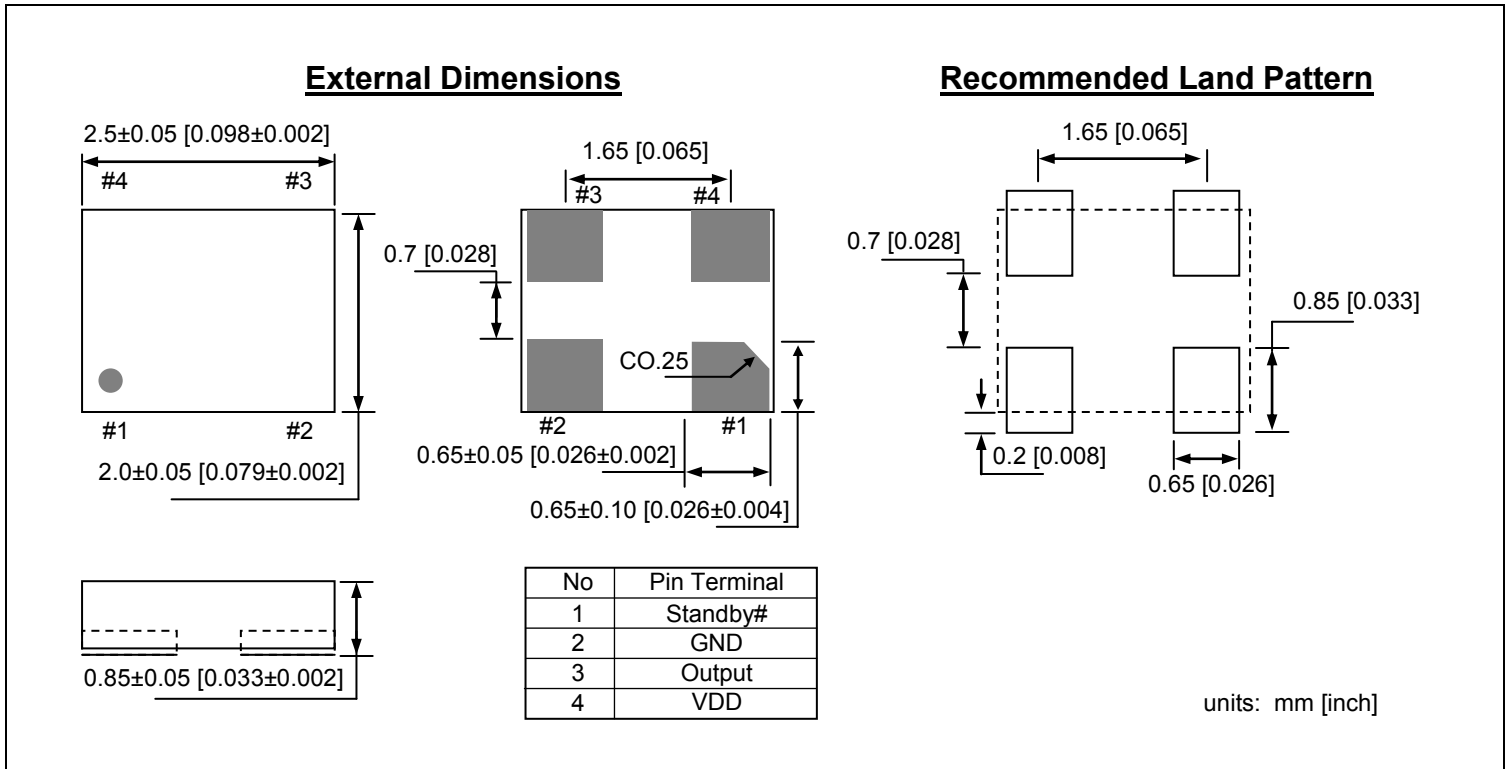 External Dimensions
Recommended Land Pattern
2.5±0.05 [0.098±0.002]
#4
#3
#1
#2
2.0±0.05 [0.079±0.002]
1.65 [0.065]
#3
#4
0.7 [0.028]
CO.25
#2
#1
0.65±0.05 [0.026±0.002]
0.65±0.10 [0.026±0.004]
1.65 [0.065]
0.7 [0.028]
0.85 [0.033]
0.2 [0.008]
0.65 [0.026]
0.85±0.05 [0.033±0.002]
No Pin Terminal
1 Standby#
2 GND
3 Output
4 VDD
units: mm [inch]